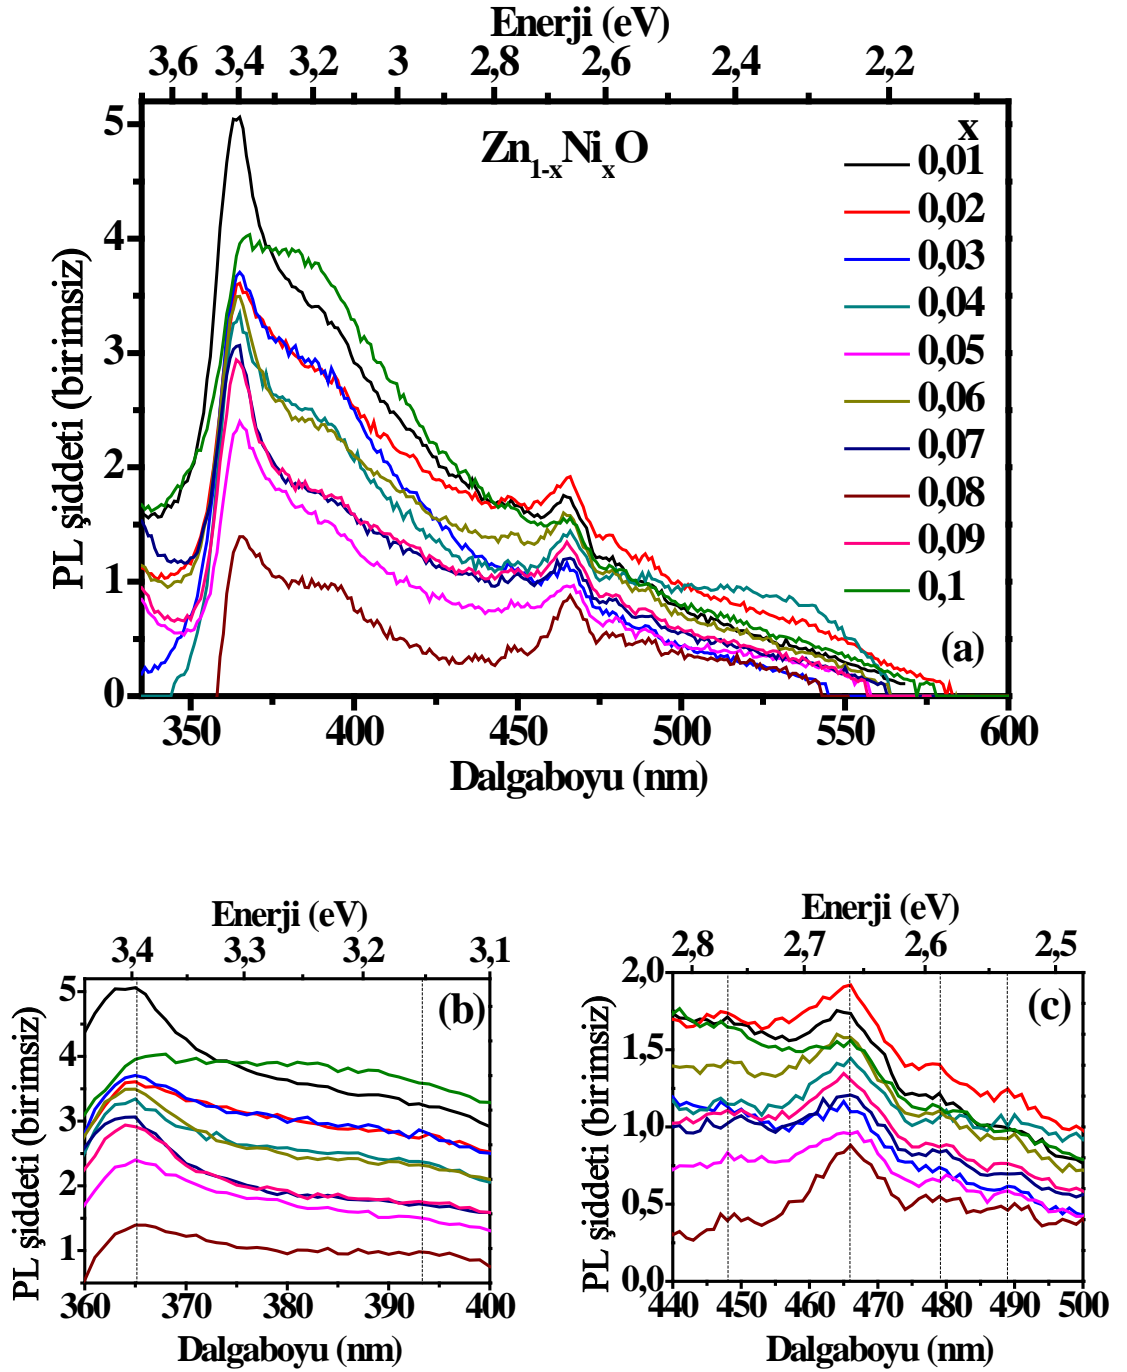 Enerji (eV)
3,6 3,4 3,2 3 2,8 2,6 2,4 2,2
Zn1-xNixO
x
0,01
0,02
0,03
0,04
0,05
0,06
0,07
0,08
0,09
0,1
(a)
PL şiddeti (birimsiz)
5
4
3
2
1
0
350 400 450 500 550 600
Dalgaboyu (nm)
Enerji (eV)
3,4 3,3 3,2 3,1
(b)
PL şiddeti (birimsiz)
5
4
3
2
1
360 370 380 390 400
Dalgaboyu (nm)
Enerji (eV)
2,8 2,7 2,6 2,5
(c)
PL şiddeti (birimsiz)
2,0
1,5
1,0
0,5
0,0
440 450 460 470 480 490 500
Dalgaboyu (nm)